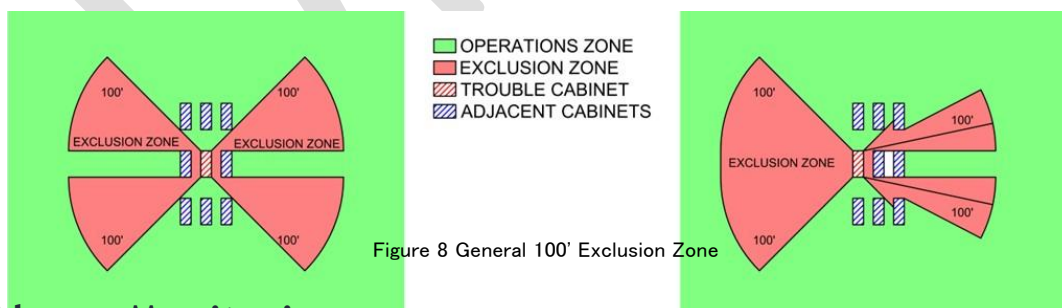 OPERATIONS ZONE
EXCLUSION ZONE
TROUBLE CABINET
ADJACENT CABINETS
100'
100'
EXCLUSION ZONE
EXCLUSION ZONE
100'
100'
100'
100'
EXCLUSION ZONE
100'
100'
Figure 8 General 100' Exclusion Zone